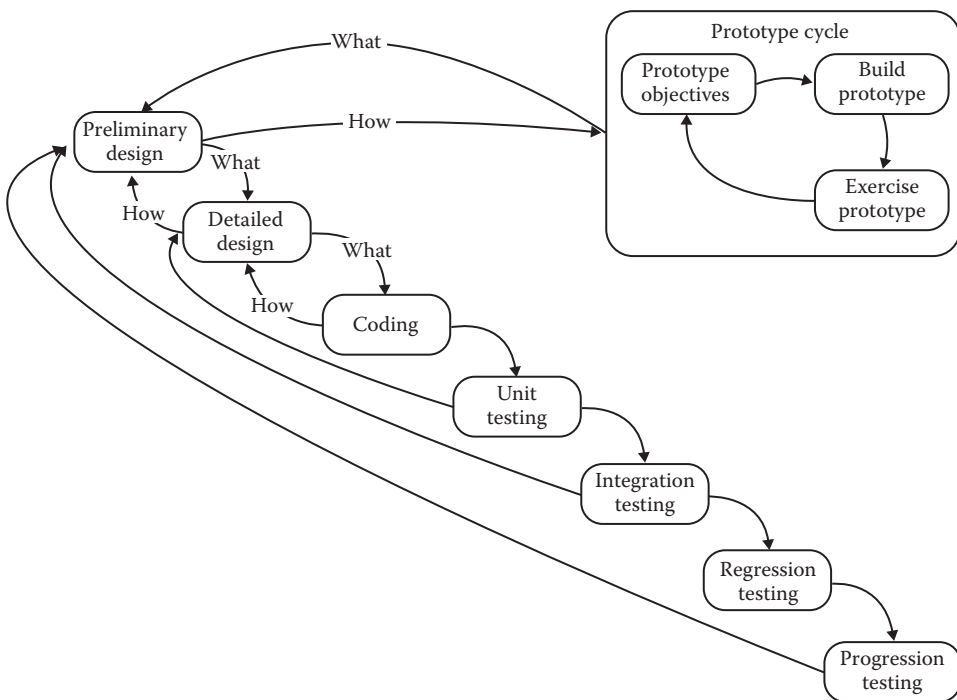 What
Prototype cycle
Prototype
objectives
Build
prototype
Exercise
prototype
How
Preliminary
design
What
How
Detailed
design
What
How
Coding
Unit
testing
Integration
testing
Regression
testing
Progression
testing